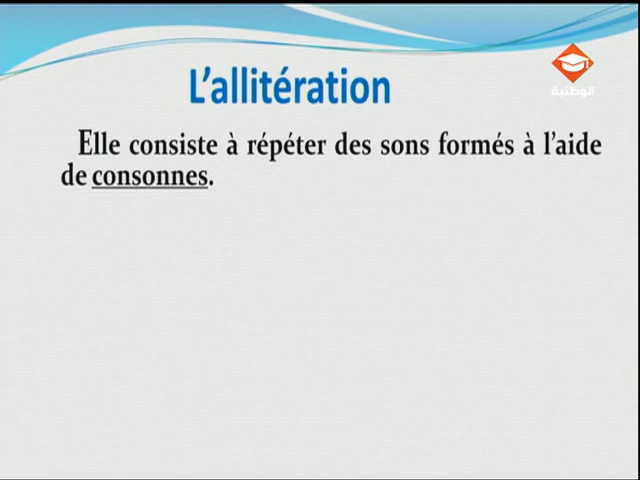 L'allitération
الوطنية
Elle consiste à répéter des sons formés à l'aide
de consonnes.